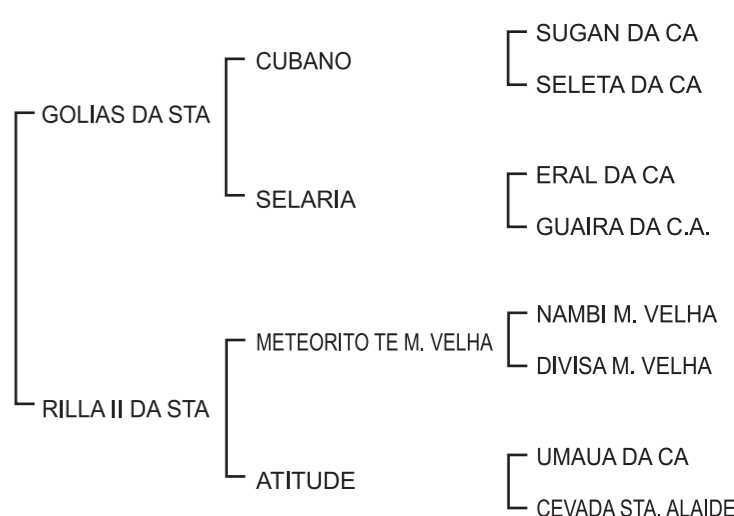 SUGAN DA CA
CUBANO
SELETA DA CA
GOLIAS DA STA
ERAL DA CA
SELARIA
GUAIRA DA C.A.
NAMBI M. VELHA
METEORITO TE M. VELHA
DIVISA M. VELHA
RILLA II DA STA
UMAUA DA CA
ATITUDE
CEVADA STA. ALAIDE